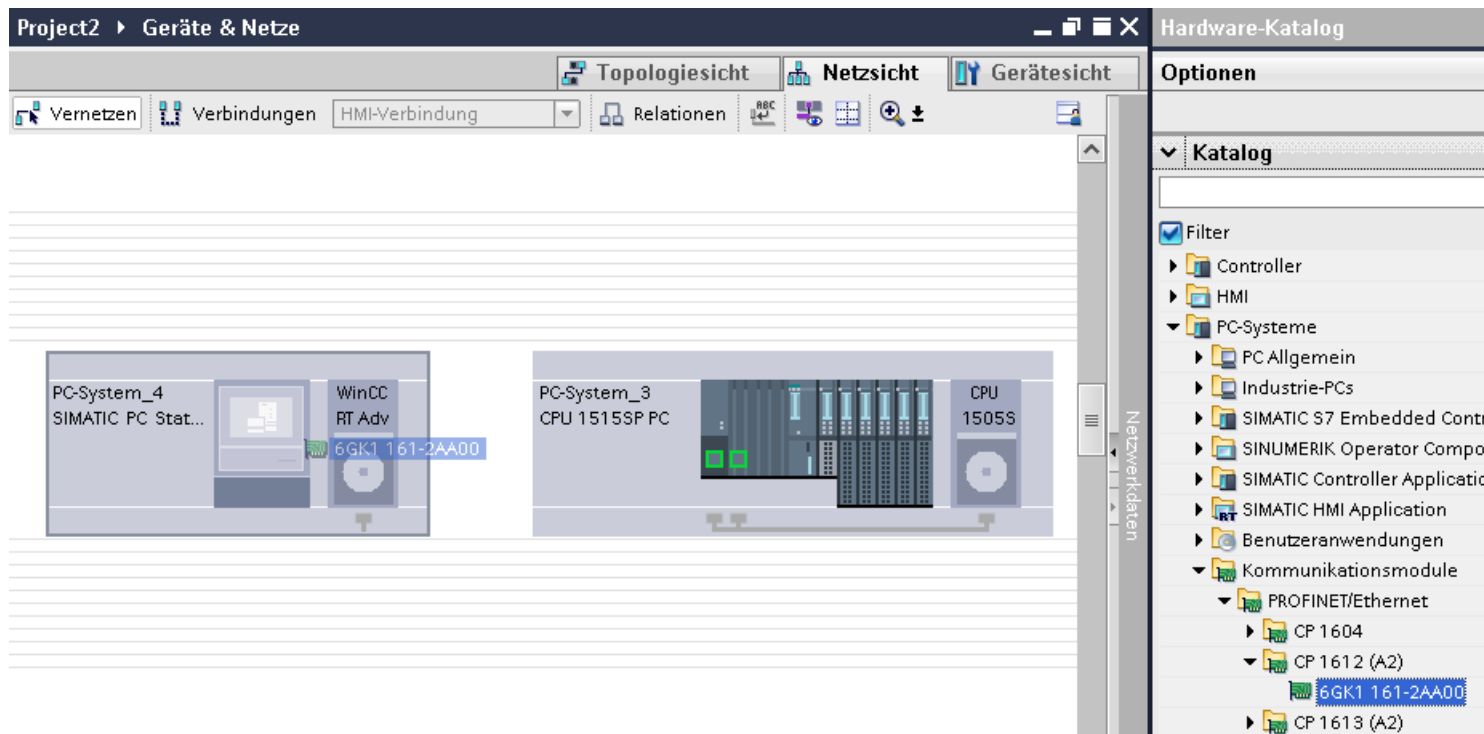 Project2 ▸ Geräte & Netze
Hardware-Katalog
Topologiesicht
Netzsicht
Gerätesicht
Optionen
Vernetzen
Verbindungen
HMI-Verbindung
Relationen
ABC
Katalog
Filter
Controller
HMI
PC-Systeme
PC Allgemein
Industrie-PCs
SIMATIC S7 Embedded Contr
SINUMERIK Operator Compo
SIMATIC Controller Applicatio
RT
SIMATIC HMI Application
Benutzeranwendungen
Kommunikationsmodule
PROFINET/Ethernet
CP 1604
CP 1612 (A2)
6GK1 161-2AA00
CP 1613 (A2)
PC-System_4
SIMATIC PC Stat...
WinCC
RT Adv
6GK1 161-2AA00
PC-System_3
CPU 1515SP PC
CPU
1505S
Netzwerkdaten